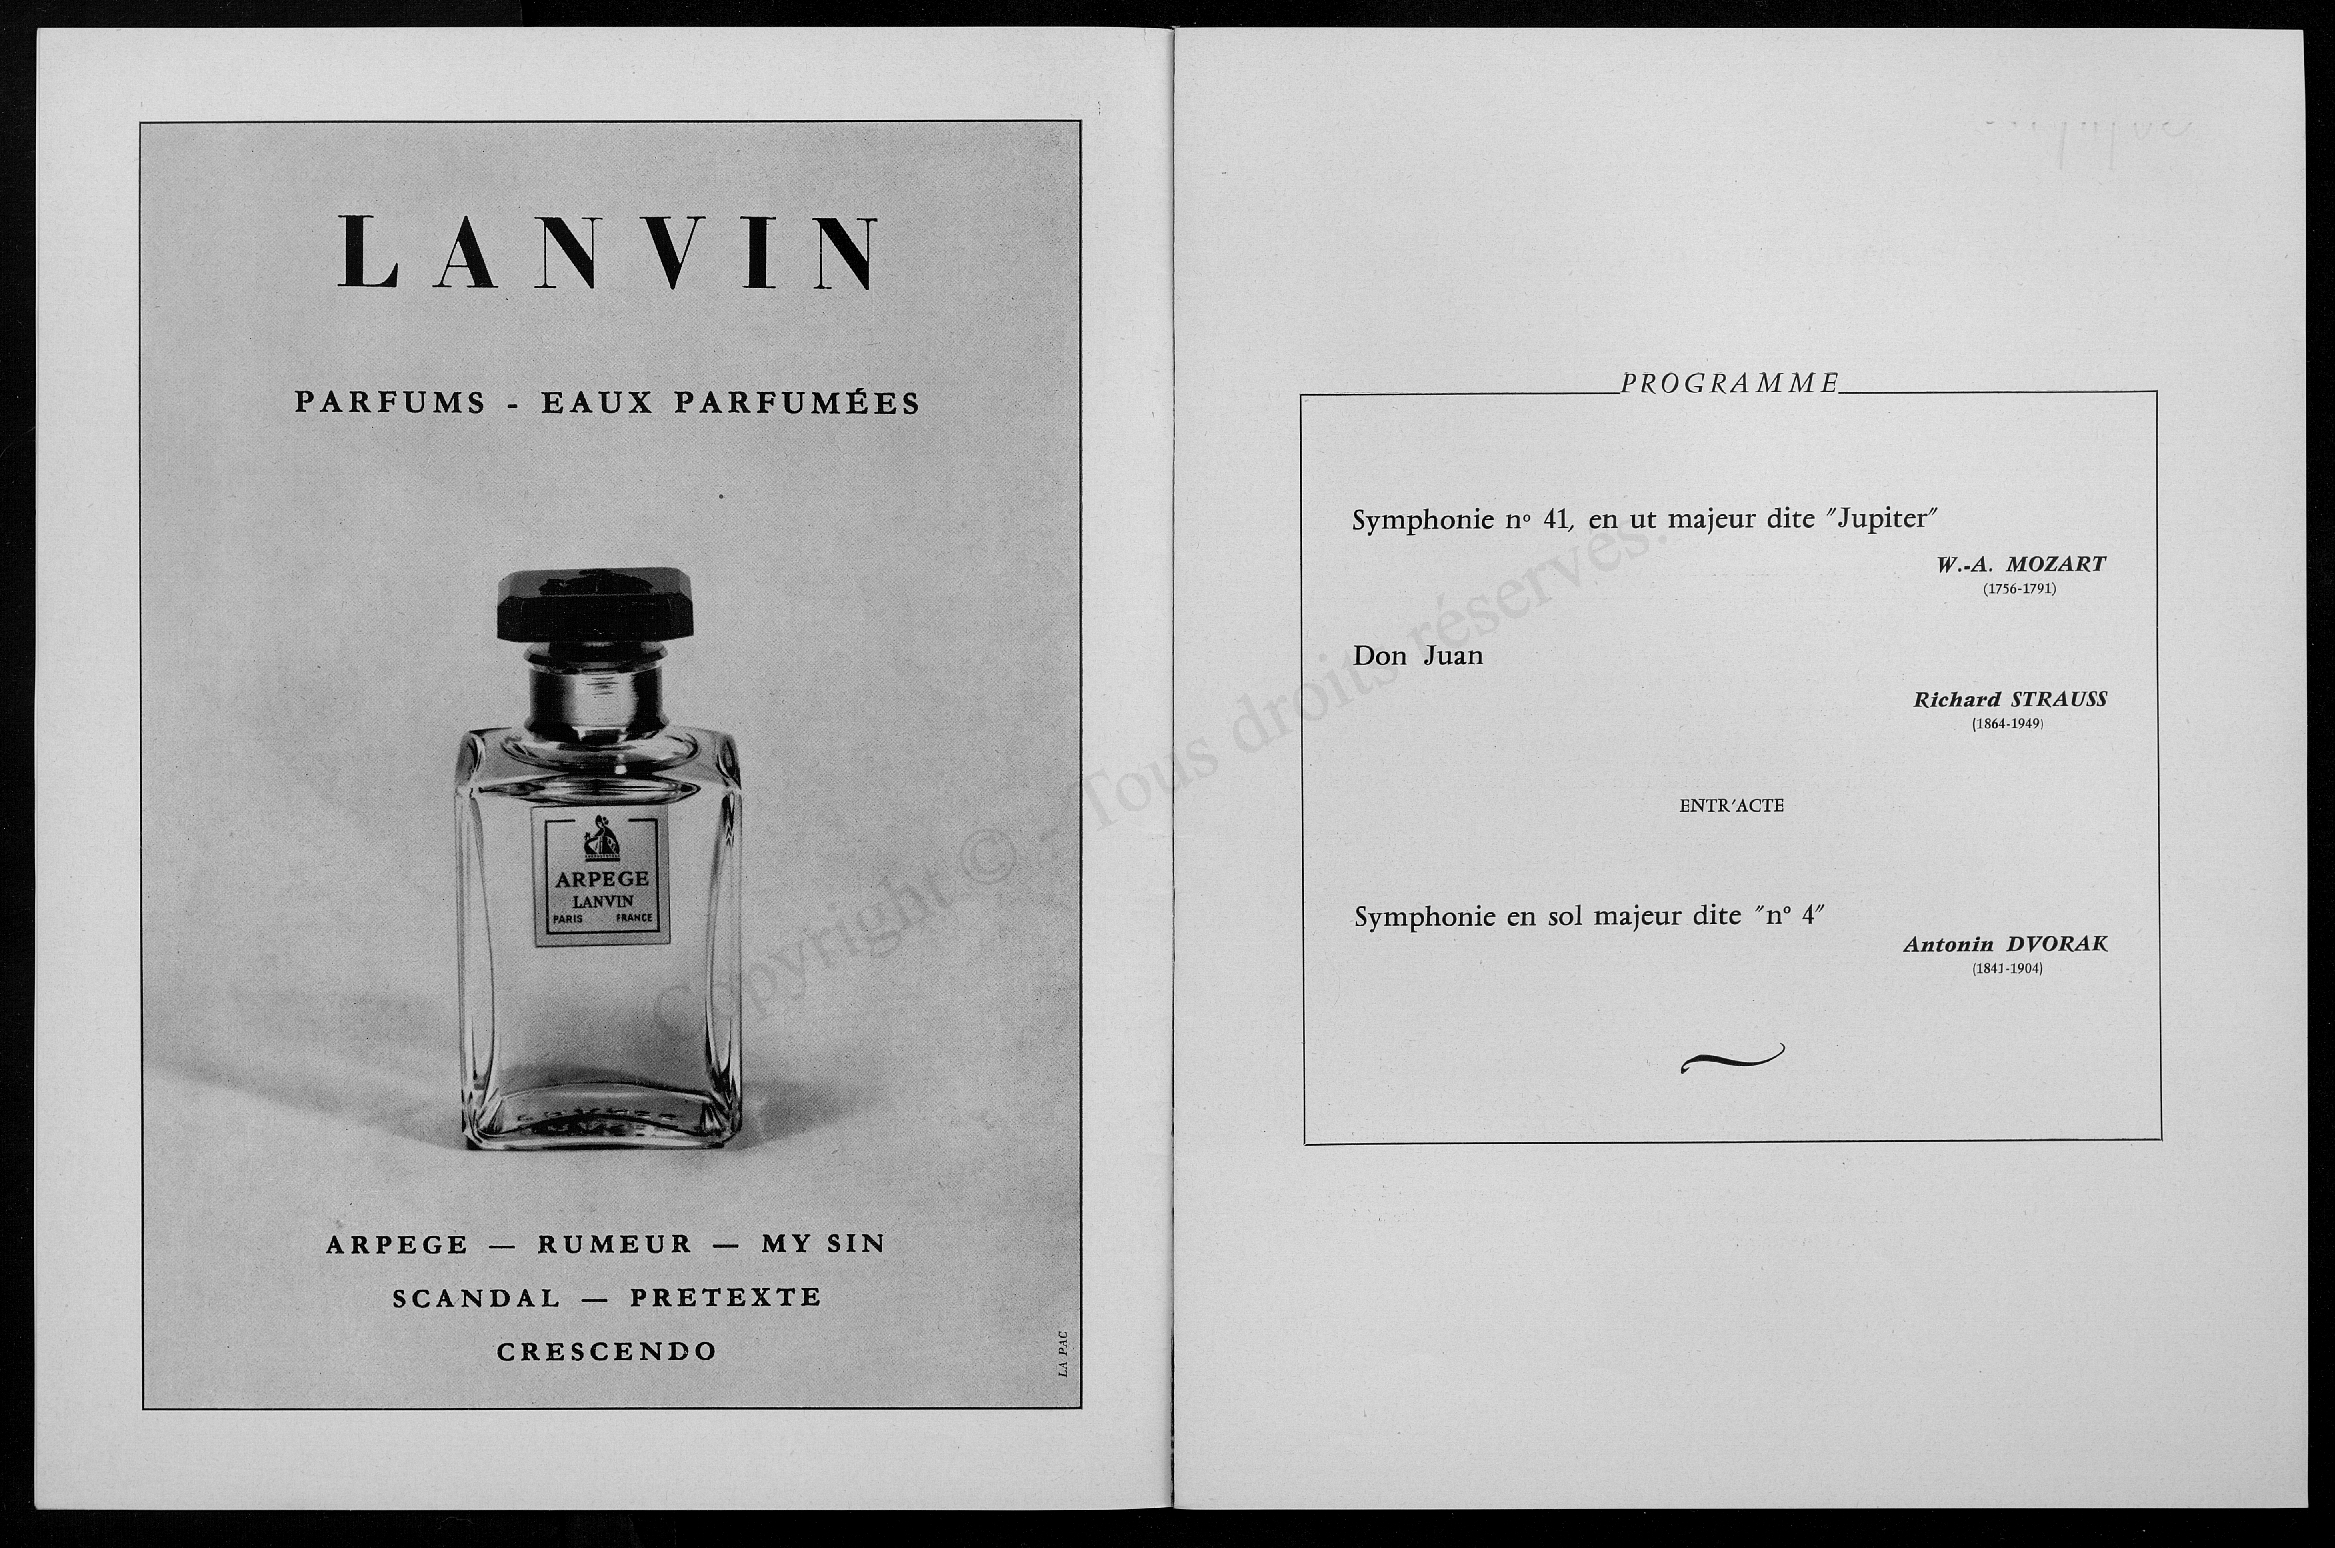 LANVIN
PARFUMS - EAUX PARFUMÉES
ARPEGE
LANVIN
PARIS FRANCE
ARPEGE — RUMEUR — MY SIN
SCANDAL — PRETEXTE
CRESCENDO
LA PAC
PROGRAMME
Symphonie nº 41, en ut majeur dite "Jupiter"
W.-A. MOZART
(1756-1791)
Don Juan
Richard STRAUSS
(1864-1949)
ENTR'ACTE
Symphonie en sol majeur dite "nº 4"
Antonin DVORAK
(1841-1904)
Copyright © - Tous droits réservés.